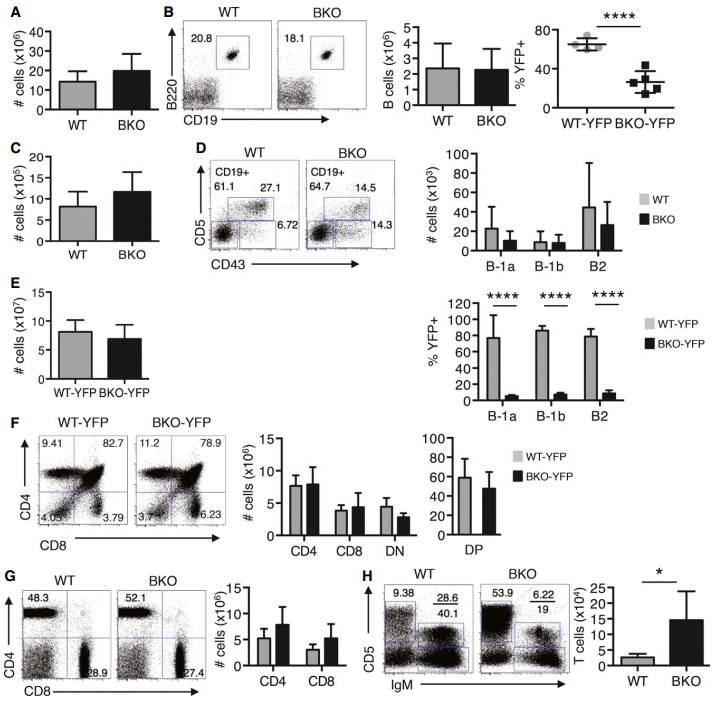 A
# cells (x10⁶)
40
30
20
10
0
WT
BKO
B
WT
BKO
20.8
18.1
B220
CD19
B cells (x10⁶)
6
5
4
3
2
1
0
WT
BKO
% YFP+
80
40
0
****
WT-YFP
BKO-YFP
C
# cells (x10⁵)
20
15
10
5
0
WT
BKO
D
WT
BKO
CD19+
61.1
27.1
6.72
CD19+
64.7
14.5
14.3
CD5
CD43
# cells (x10³)
100
80
60
40
20
0
B-1a
B-1b
B2
WT
BKO
E
# cells (x10⁷)
15
10
5
0
WT-YFP
BKO-YFP
% YFP+
120
100
80
60
40
20
0
****
****
****
B-1a
B-1b
B2
WT-YFP
BKO-YFP
F
WT-YFP
BKO-YFP
9.41
82.7
4.05
3.79
11.2
78.9
3.7
6.23
CD4
CD8
# cells (x10⁶)
15
10
5
0
CD4
CD8
DN
100
80
60
40
20
0
DP
WT-YFP
BKO-YFP
G
WT
BKO
48.3
28.9
52.1
27.4
CD4
CD8
# cells (x10⁶)
15
10
5
0
CD4
CD8
H
WT
BKO
9.38
28.6
40.1
53.9
6.22
19
CD5
IgM
T cells (x10⁴)
25
20
15
10
5
0
*
WT
BKO